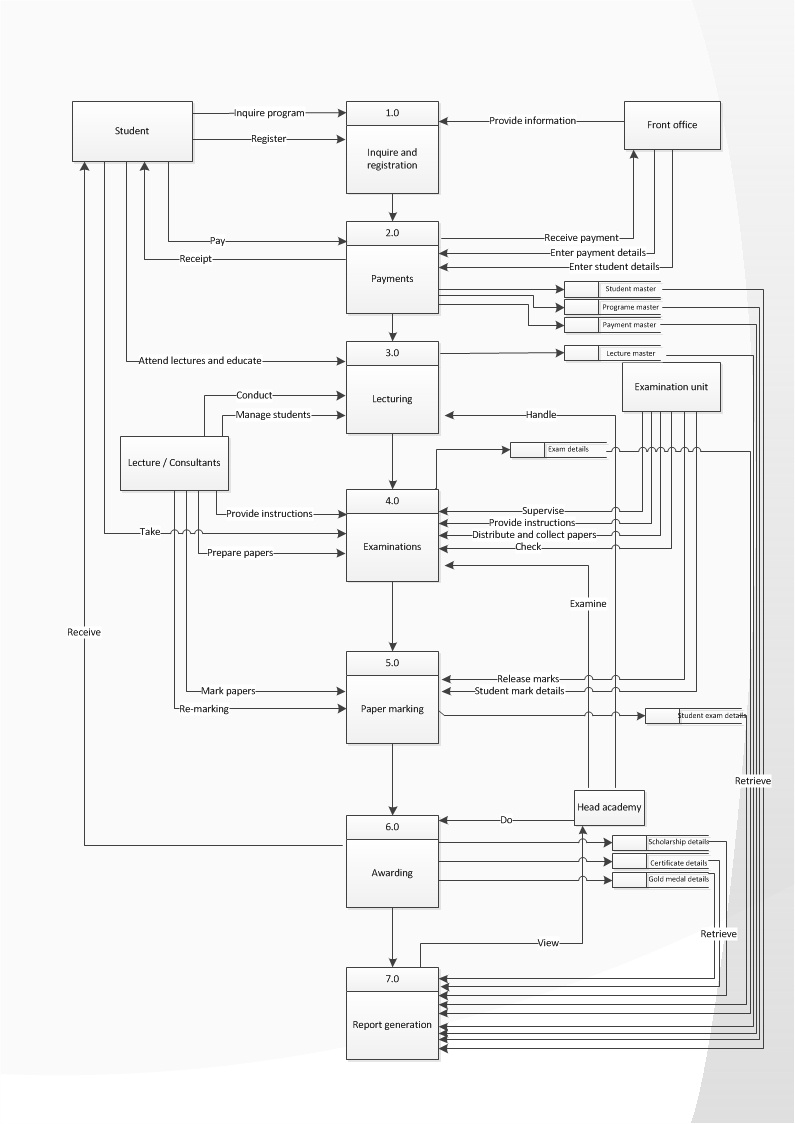 Student
Inquire program
Register
1.0
Inquire and
registration
Provide information
Front office
Pay
Receipt
2.0
Payments
Receive payment
Enter payment details
Enter student details
Student master
Programe master
Payment master
Attend lectures and educate
3.0
Lecturing
Lecture master
Examination unit
Conduct
Manage students
Handle
Lecture / Consultants
Exam details
Provide instructions
Take
Prepare papers
4.0
Examinations
Supervise
Provide instructions
Distribute and collect papers
Check
Examine
Receive
5.0
Paper marking
Release marks
Student mark details
Mark papers
Re-marking
Student exam details
Retrieve
Head academy
Do
6.0
Awarding
Scholarship details
Certificate details
Gold medal details
Retrieve
View
7.0
Report generation